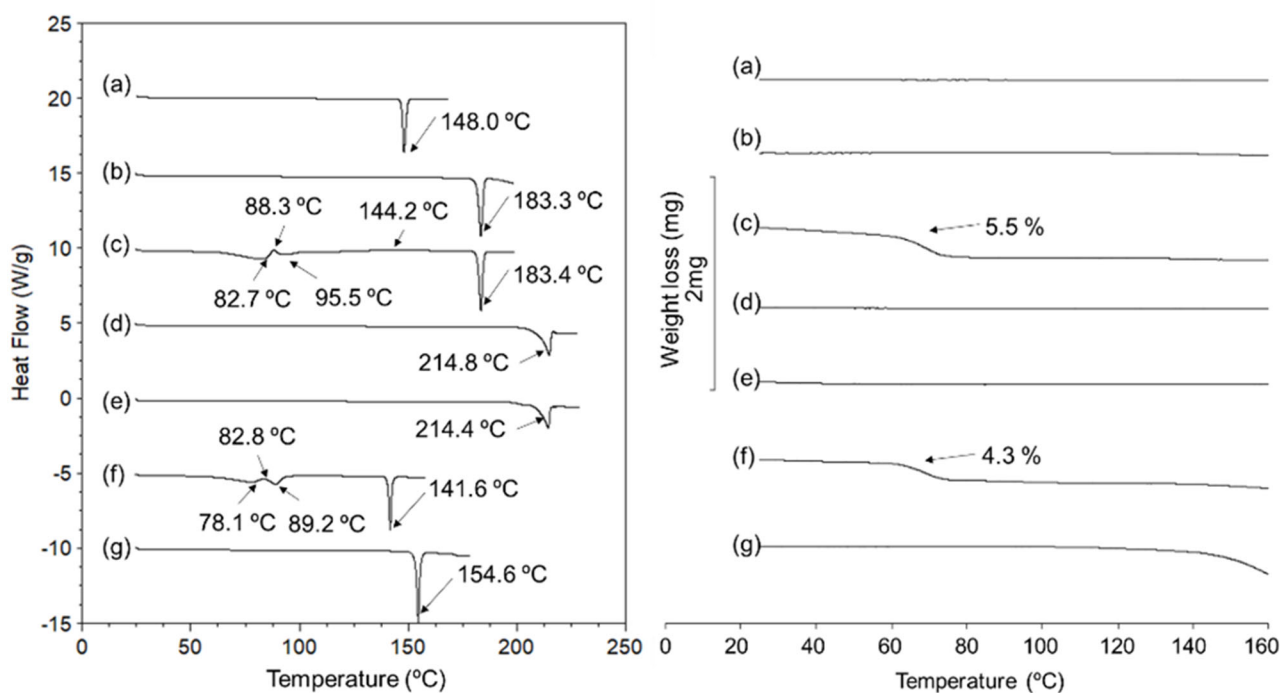 25
20
15
10
5
0
-5
-10
-15
Heat Flow (W/g)
(a)
148.0 ºC
(b)
183.3 ºC
88.3 ºC
144.2 ºC
(c)
82.7 ºC
95.5 ºC
183.4 ºC
(d)
214.8 ºC
(e)
214.4 ºC
82.8 ºC
(f)
78.1 ºC
89.2 ºC
141.6 ºC
(g)
154.6 ºC
0
50
100
150
200
250
Temperature (ºC)
Weight loss (mg)
2mg
(a)
(b)
(c)
5.5 %
(d)
(e)
(f)
4.3 %
(g)
0
20
40
60
80
100
120
140
160
Temperature (ºC)